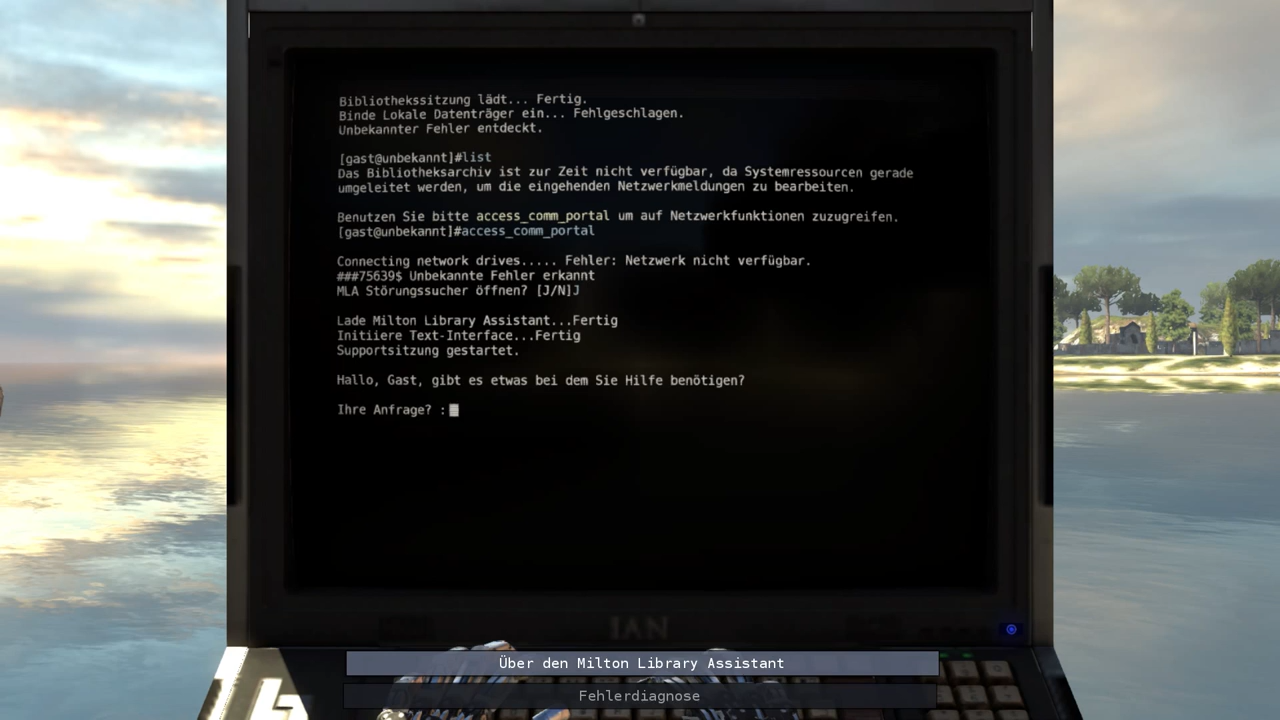 Bibliothekssitzung lädt... Fertig.
Binde Lokale Datenträger ein... Fehlgeschlagen.
Unbekannter Fehler entdeckt.
[gast@unbekannt]#list
Das Bibliotheksarchiv ist zur Zeit nicht verfügbar, da Systemressourcen gerade
umgeleitet werden, um die eingehenden Netzwerkmeldungen zu bearbeiten.
Benutzen Sie bitte access_comm_portal um auf Netzwerkfunktionen zuzugreifen.
[gast@unbekannt]#access_comm_portal
Connecting network drives..... Fehler: Netzwerk nicht verfügbar.
###75639$ Unbekannte Fehler erkannt
MLA Störungssucher öffnen? [J/N]J
Lade Milton Library Assistant...Fertig
Initiiere Text-Interface...Fertig
Supportsitzung gestartet.
Hallo, Gast, gibt es etwas bei dem Sie Hilfe benötigen?
Ihre Anfrage? :
IAN
Über den Milton Library Assistant
Fehlerdiagnose